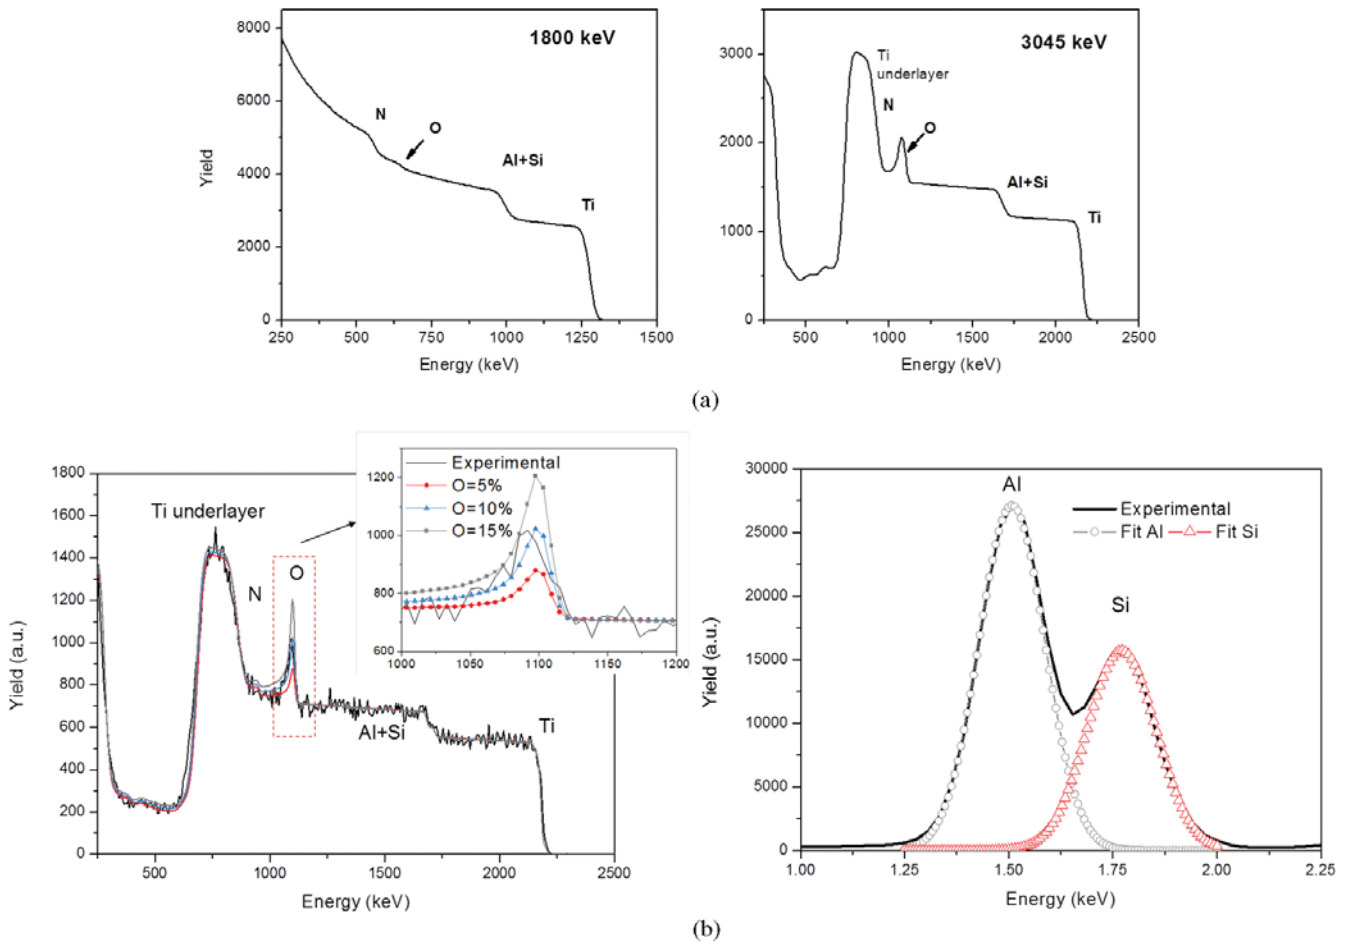 (a)
8000
6000
4000
2000
0
Yield
1800 keV
N
O
Al+Si
Ti
250
500
750
1000
1250
1500
Energy (keV)
3000
2000
1000
0
3045 keV
Ti
underlayer
N
O
Al+Si
Ti
500
1000
1500
2000
2500
Energy (keV)
(a)
1800
1600
1400
1200
1000
800
600
400
200
0
Yield (a.u.)
Ti underlayer
N
O
Al+Si
Ti
500
1000
1500
2000
2500
Energy (keV)
1200
1000
800
600
Experimental
O=5%
O=10%
O=15%
1000
1050
1100
1150
1200
30000
25000
20000
15000
10000
5000
0
Yield (a.u.)
Al
Si
Experimental
Fit Al
Fit Si
1.00
1.25
1.50
1.75
2.00
2.25
Energy (keV)
(b)